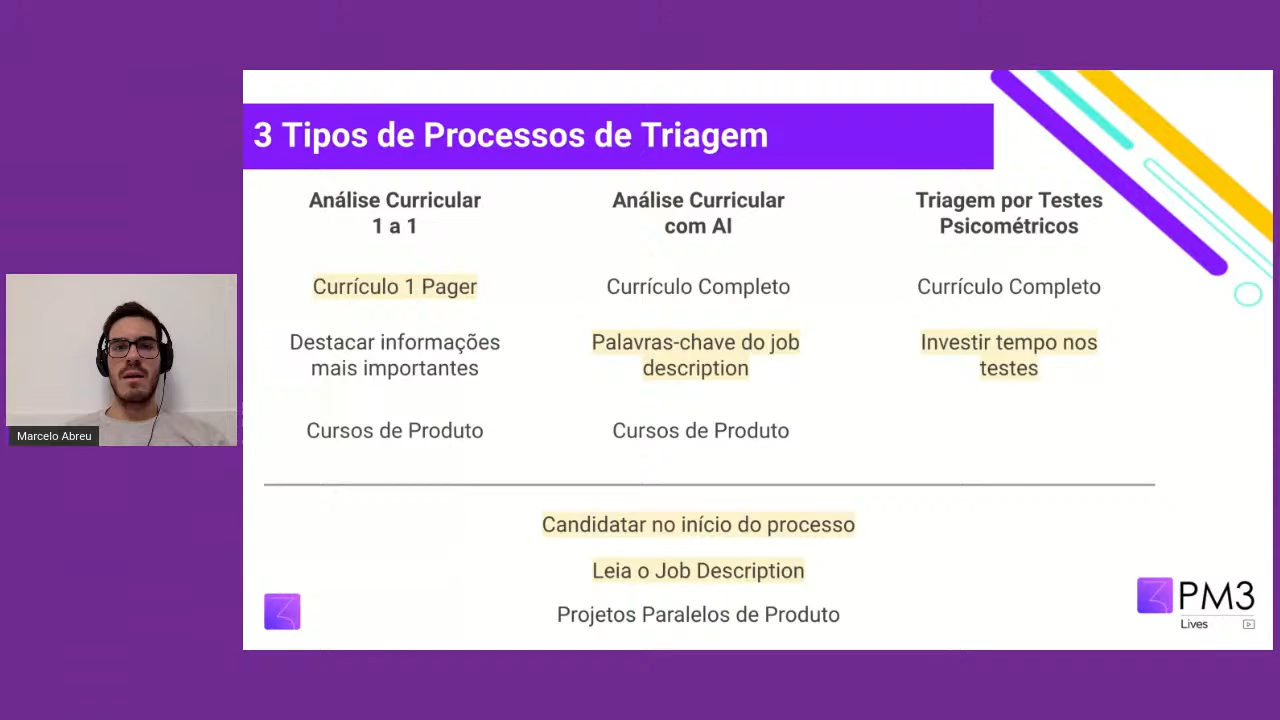 3 Tipos de Processos de Triagem
Análise Curricular
1 a 1
Currículo 1 Pager
Destacar informações
mais importantes
Cursos de Produto
Análise Curricular
com AI
Currículo Completo
Palavras-chave do job
description
Cursos de Produto
Triagem por Testes
Psicométricos
Currículo Completo
Investir tempo nos
testes
Candidatar no início do processo
Leia o Job Description
Projetos Paralelos de Produto
PM3
Lives
Marcelo Abreu